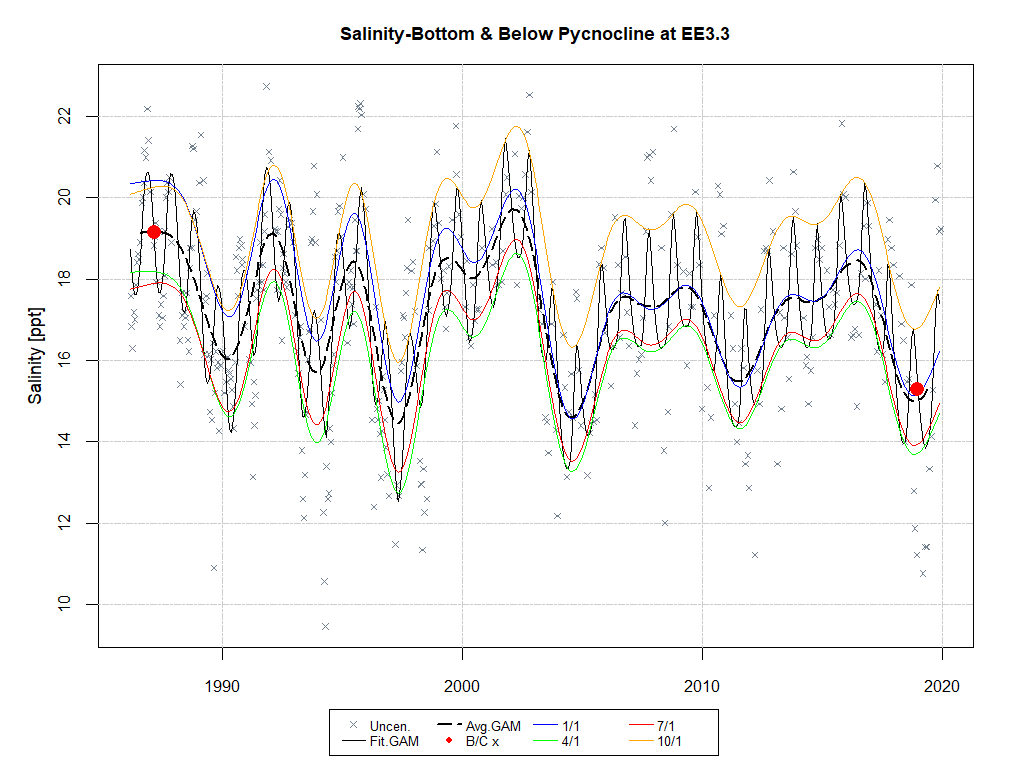 Salinity-Bottom & Below Pycnocline at EE3.3
Salinity [ppt]
22
20
18
16
14
12
10
1990 2000 2010 2020
Uncen. Avg.GAM 1/1 7/1
Fit.GAM B/C x 4/1 10/1